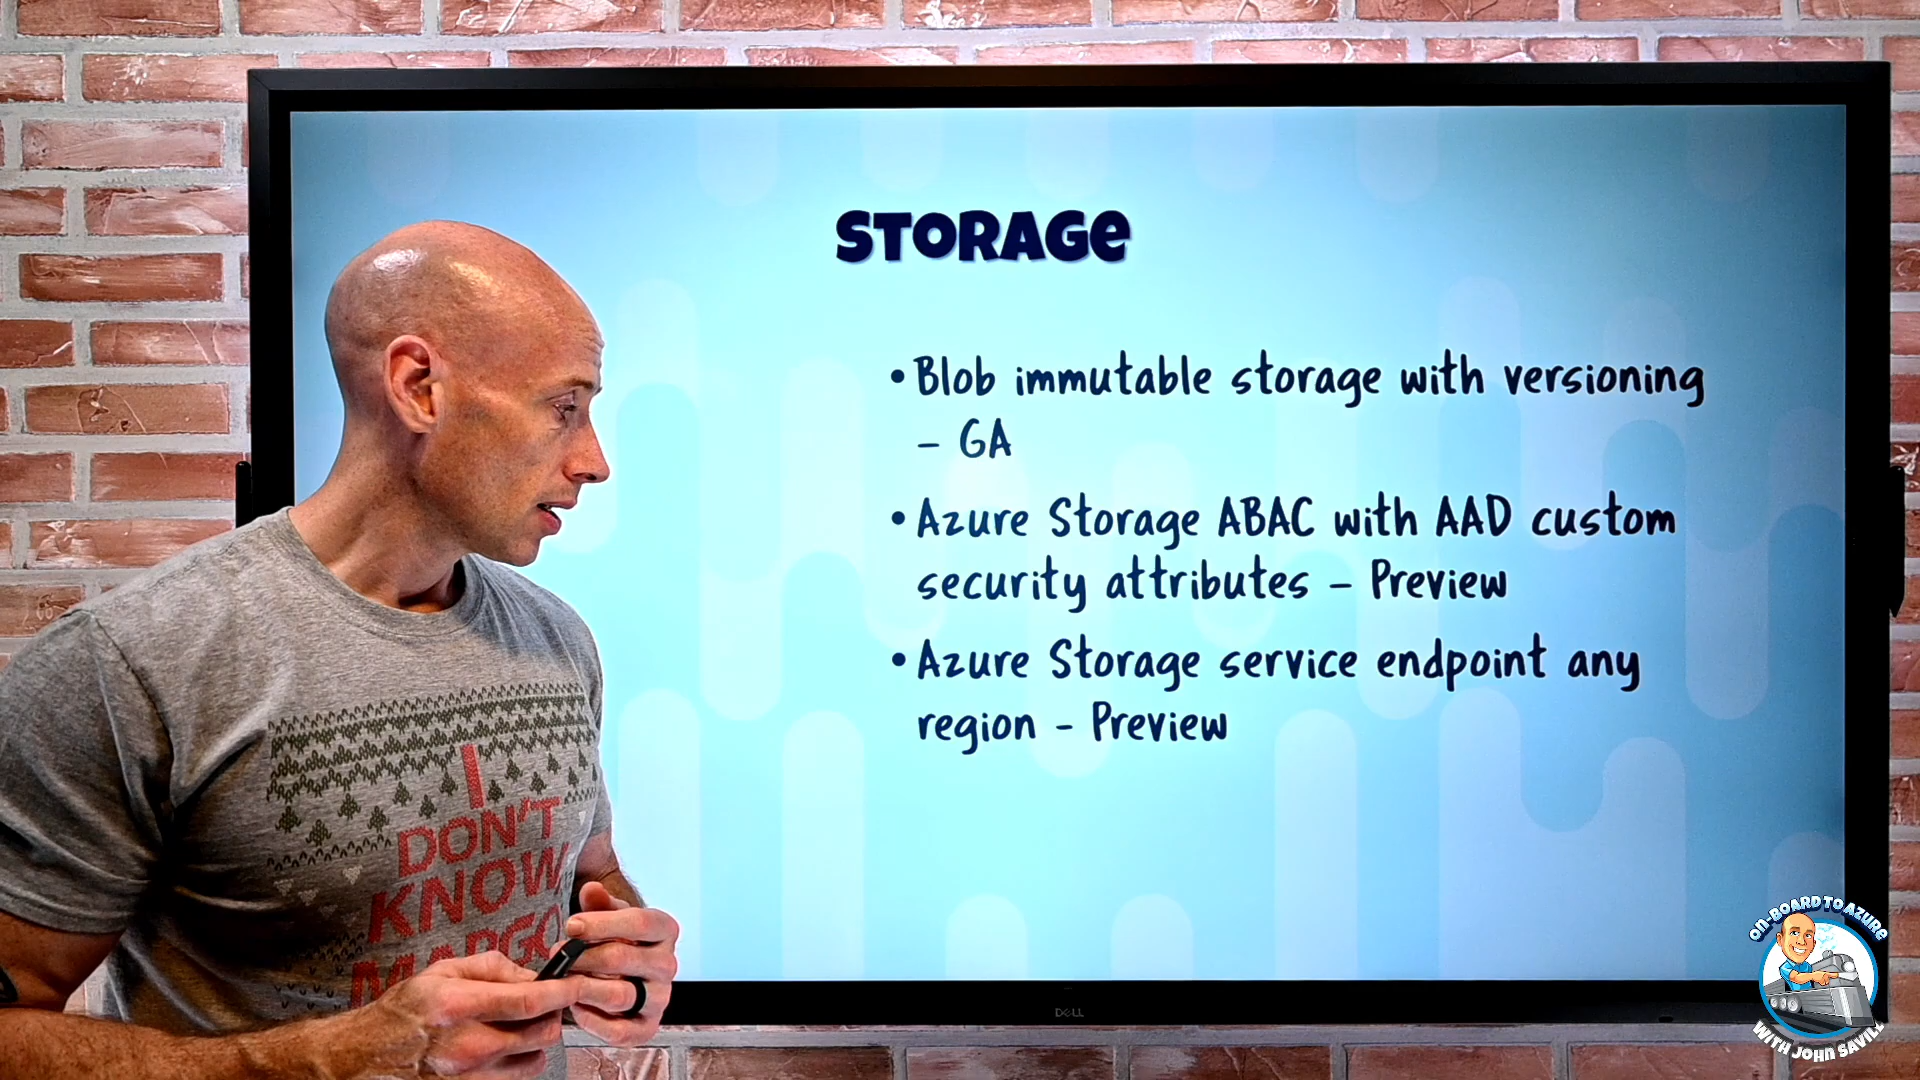 STORAGE
•Blob immutable storage with versioning
– GA
•Azure Storage ABAC with AAD custom
security attributes – Preview
•Azure Storage service endpoint any
region - Preview
I
DON'T
KNOW
DELL
ON-BOARD TO AZURE
WITH JOHN SAVILL